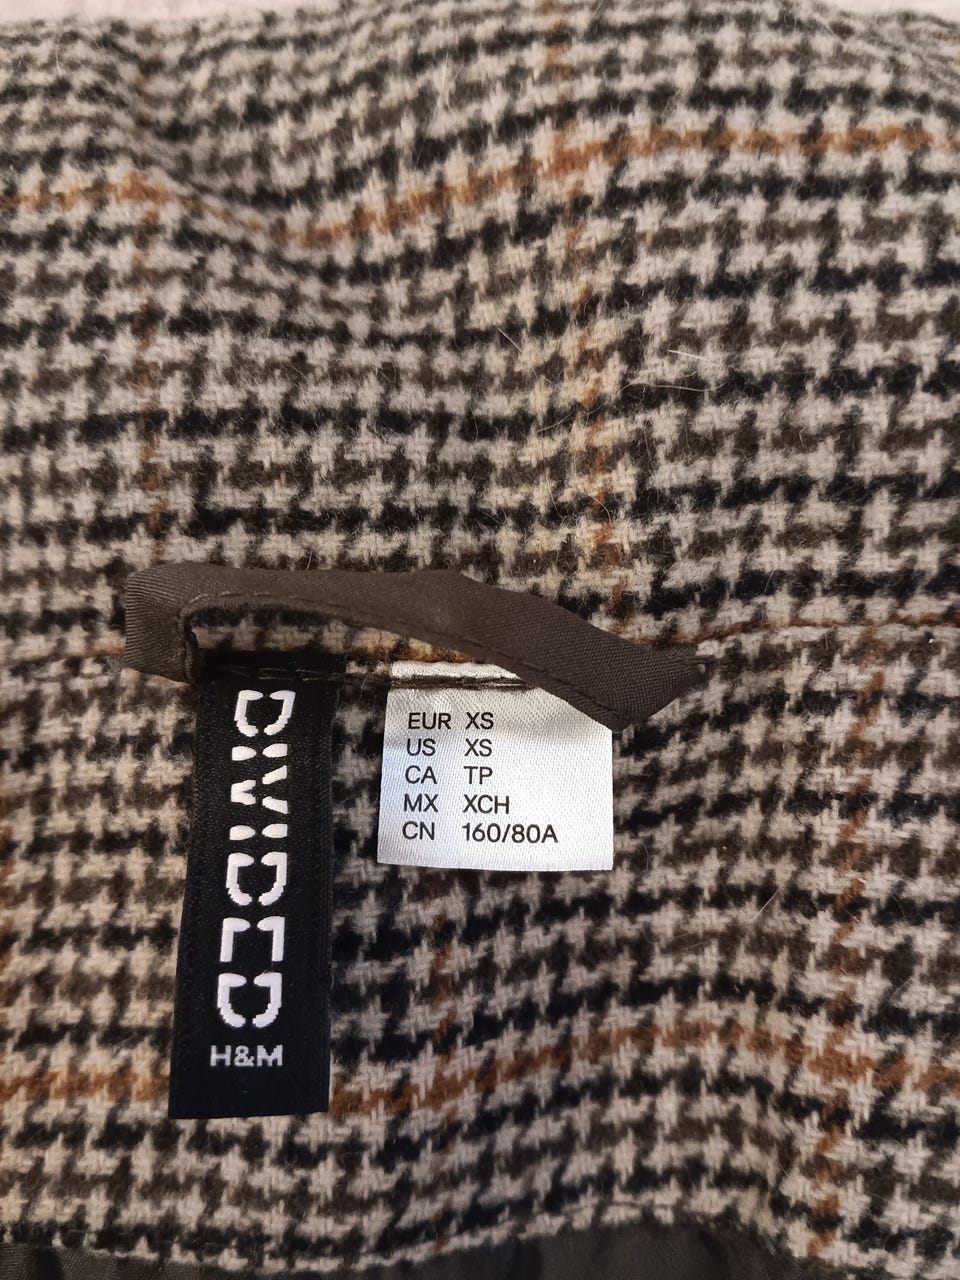 DIVIDED
H&M
EUR XS
US XS
CA TP
MX XCH
CN 160/80A